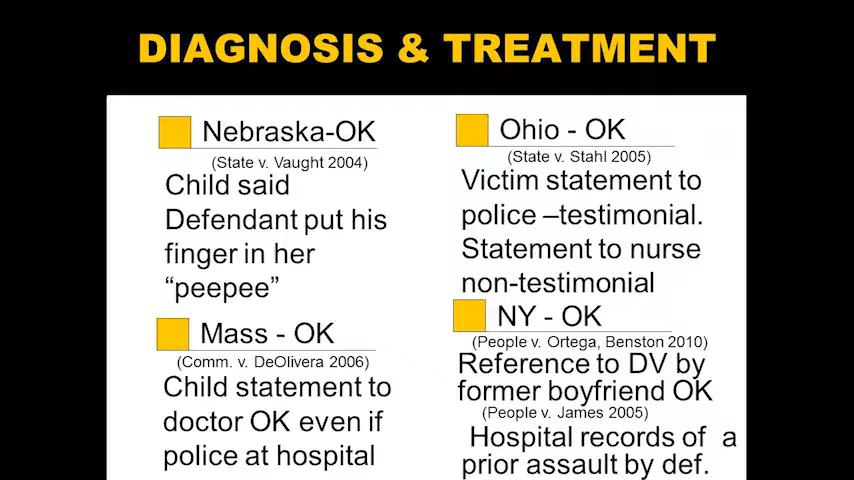 DIAGNOSIS & TREATMENT
Nebraska-OK
(State v. Vaught 2004)
Child said
Defendant put his
finger in her
“peepee”
Mass - OK
(Comm. v. DeOlivera 2006)
Child statement to
doctor OK even if
police at hospital
Ohio - OK
(State v. Stahl 2005)
Victim statement to
police –testimonial.
Statement to nurse
non-testimonial
NY - OK
(People v. Ortega, Benston 2010)
Reference to DV by
former boyfriend OK
(People v. James 2005)
Hospital records of a
prior assault by def.